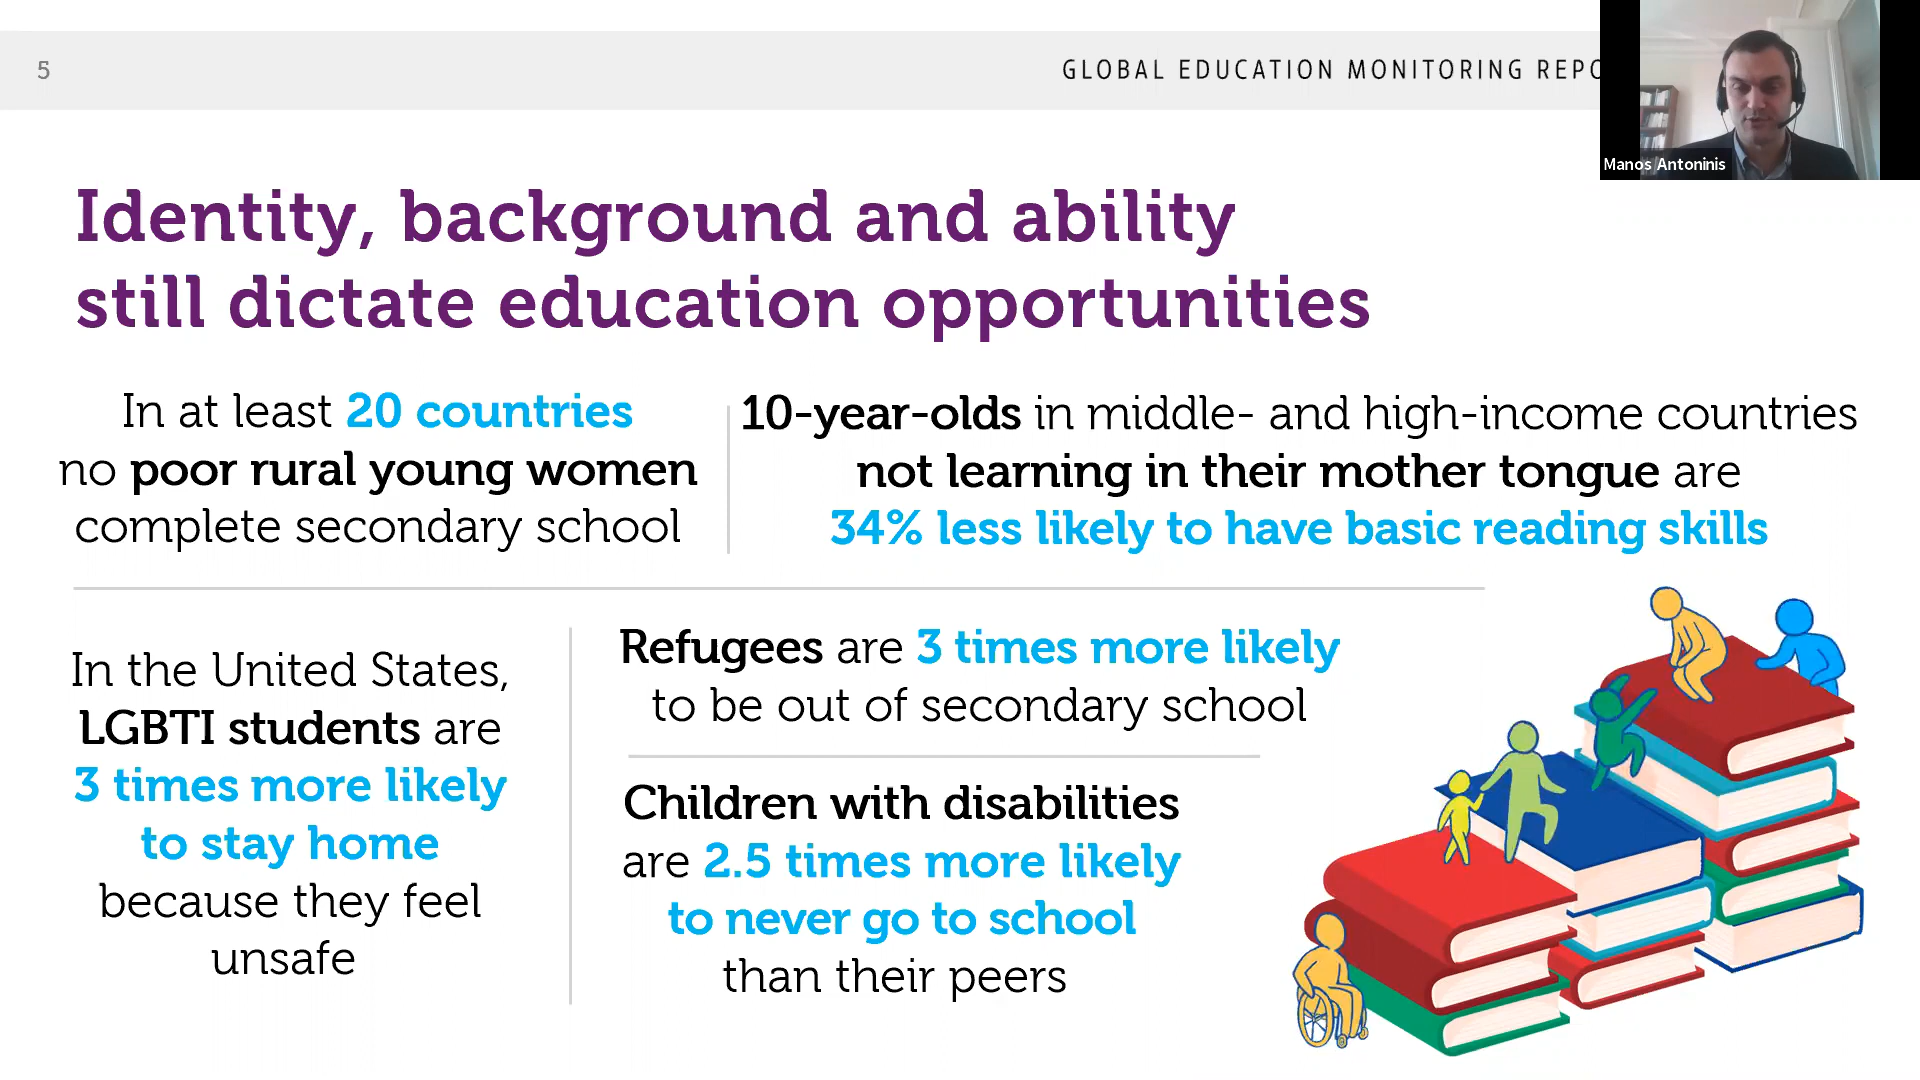 5
GLOBAL EDUCATION MONITORING
Manos Antoninis
Identity, background and ability
still dictate education opportunities
In at least 20 countries
no poor rural young women
complete secondary school
10-year-olds in middle- and high-income countries
not learning in their mother tongue are
34% less likely to have basic reading skills
In the United States,
LGBTI students are
3 times more likely
to stay home
because they feel
unsafe
Refugees are 3 times more likely
to be out of secondary school
Children with disabilities
are 2.5 times more likely
to never go to school
than their peers